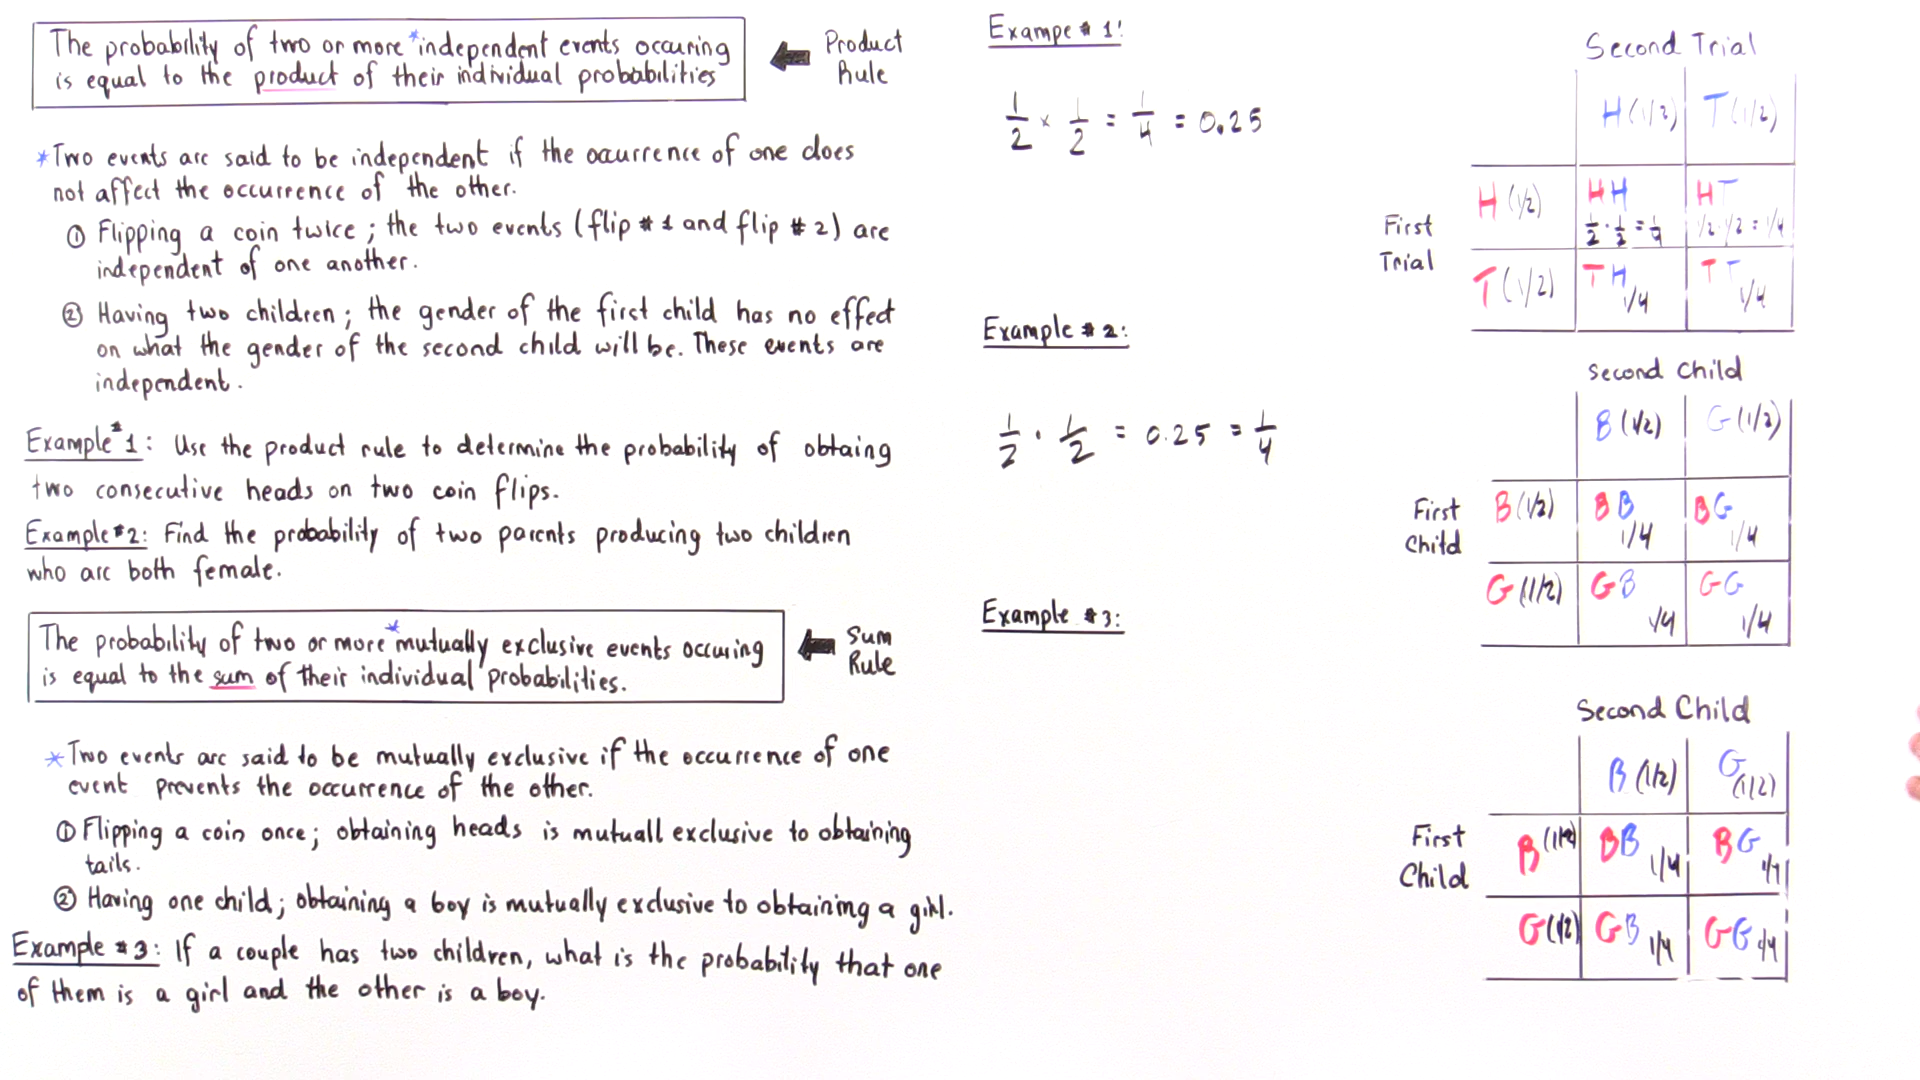 The probability of two or more *independent events occuring
is equal to the product of their individual probabilities
Product
Rule
*Two events are said to be independent if the ocurrence of one does
not affect the occurrence of the other.
① Flipping a coin twice; the two events (flip #1 and flip #2) are
independent of one another.
② Having two children; the gender of the first child has no effect
on what the gender of the second child will be. These events are
independent.
Example #1: Use the product rule to determine the probability of obtaing
two consecutive heads on two coin flips.
Example #2: Find the probability of two parents producing two children
who are both female.
The probability of two or more *mutually exclusive events occuring
is equal to the sum of their individual probabilities.
Sum
Rule
*Two events are said to be mutually exclusive if the occurrence of one
event prevents the occurrence of the other.
① Flipping a coin once; obtaining heads is mutuall exclusive to obtaining
tails.
② Having one child; obtaining a boy is mutually exclusive to obtaining a girl.
Example #3: If a couple has two children, what is the probability that one
of them is a girl and the other is a boy.
Exampe #1:
1/2 × 1/2 = 1/4 = 0.25
Example #2:
1/2 · 1/2 = 0.25 = 1/4
Example #3:
Second Trial
H (1/2) T (1/2)
First
Trial
H (1/2) HH HT
1/2 · 1/2 = 1/4 1/2 · 1/2 = 1/4
T (1/2) TH 1/4 TT 1/4
Second Child
B (1/2) G (1/2)
First
Child
B (1/2) BB 1/4 BG 1/4
G (1/2) GB 1/4 GG 1/4
Second Child
B (1/2) G (1/2)
First
Child
B (1/2) BB 1/4 BG 1/4
G (1/2) GB 1/4 GG 1/4